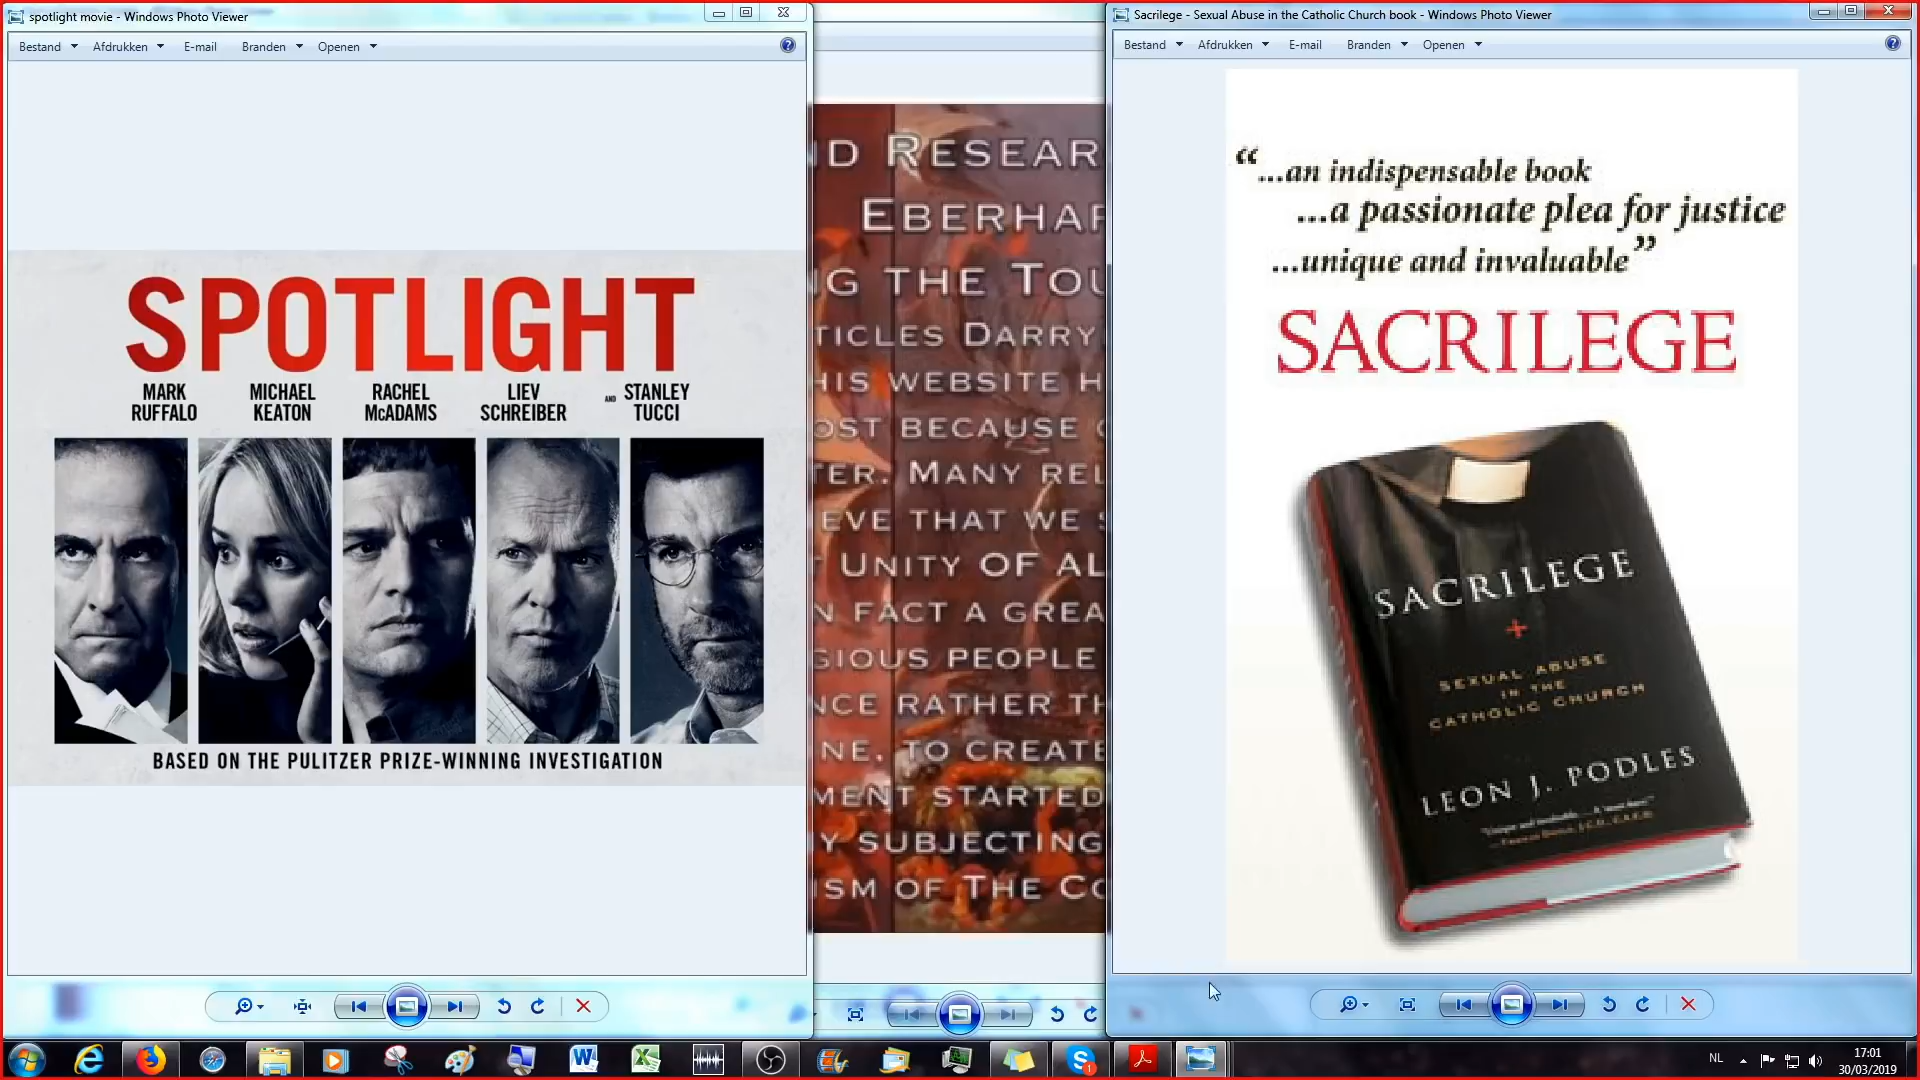 spotlight movie - Windows Photo Viewer
Bestand Afdrukken E-mail Branden Openen
SPOTLIGHT
MARK RUFFALO
MICHAEL KEATON
RACHEL McADAMS
LIEV SCHREIBER
AND STANLEY TUCCI
BASED ON THE PULITZER PRIZE-WINNING INVESTIGATION
ND RESEAR
EBERHAR
NG THE TOU
TICLES DARRY
HIS WEBSITE H
OST BECAUSE
TER. MANY REL
EVE THAT WE S
UNITY OF AL
N FACT A GREA
GIOUS PEOPLE
NCE RATHER TH
NE, TO CREATE
MENT STARTED
Y SUBJECTING
ISM OF THE CO
Sacrilege - Sexual Abuse in the Catholic Church book - Windows Photo Viewer
Bestand Afdrukken E-mail Branden Openen
“...an indispensable book
...a passionate plea for justice
...unique and invaluable”
SACRILEGE
SACRILEGE
SEXUAL ABUSE
IN THE
CATHOLIC CHURCH
LEON J. PODLES
NL
17:01
30/03/2019